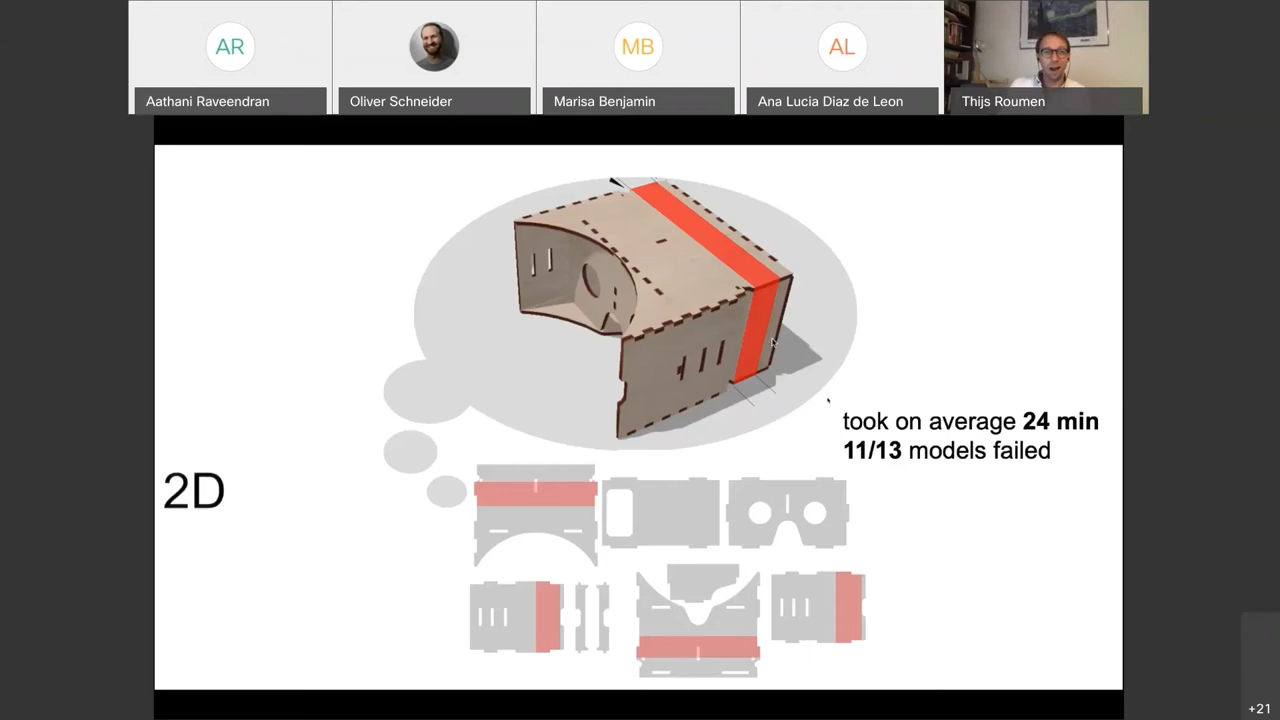 AR
MB
AL
Aathani Raveendran
Oliver Schneider
Marisa Benjamin
Ana Lucia Diaz de Leon
Thijs Roumen
took on average 24 min
11/13 models failed
2D
+21